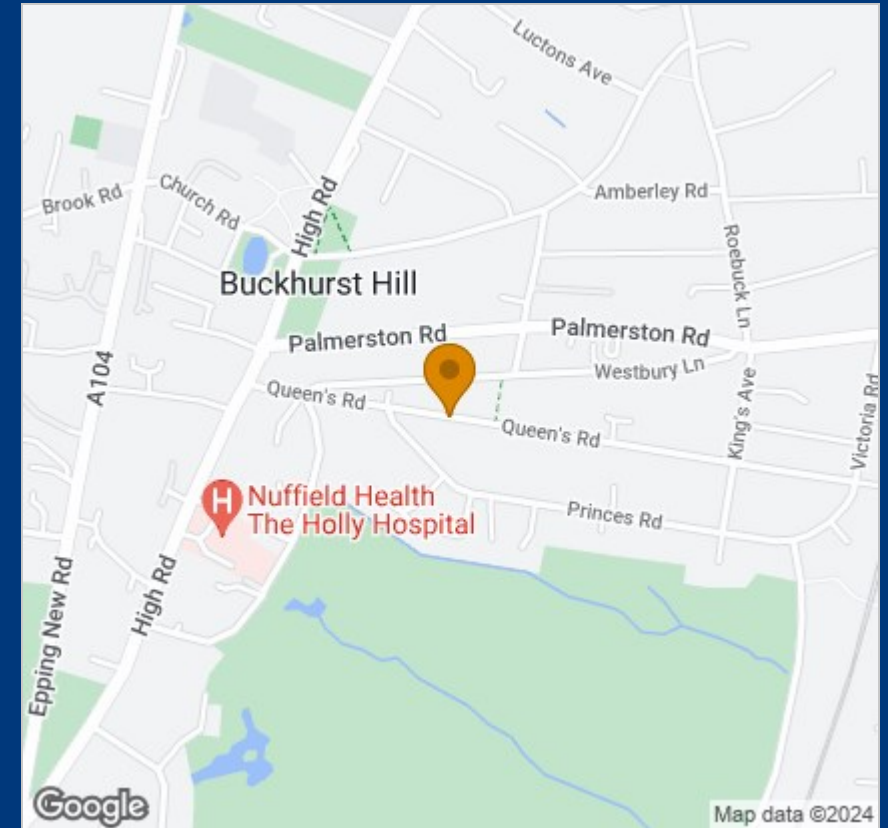 Luctons Ave
Brook Rd
Church Rd
High Rd
Amberley Rd
Roebuck Ln
Buckhurst Hill
Palmerston Rd
Palmerston Rd
A104
Westbury Ln
Queen's Rd
Queen's Rd
King's Ave
Victoria Rd
H
Nuffield Health
The Holly Hospital
Princes Rd
High Rd
Epping New Rd
Google
Map data ©2024